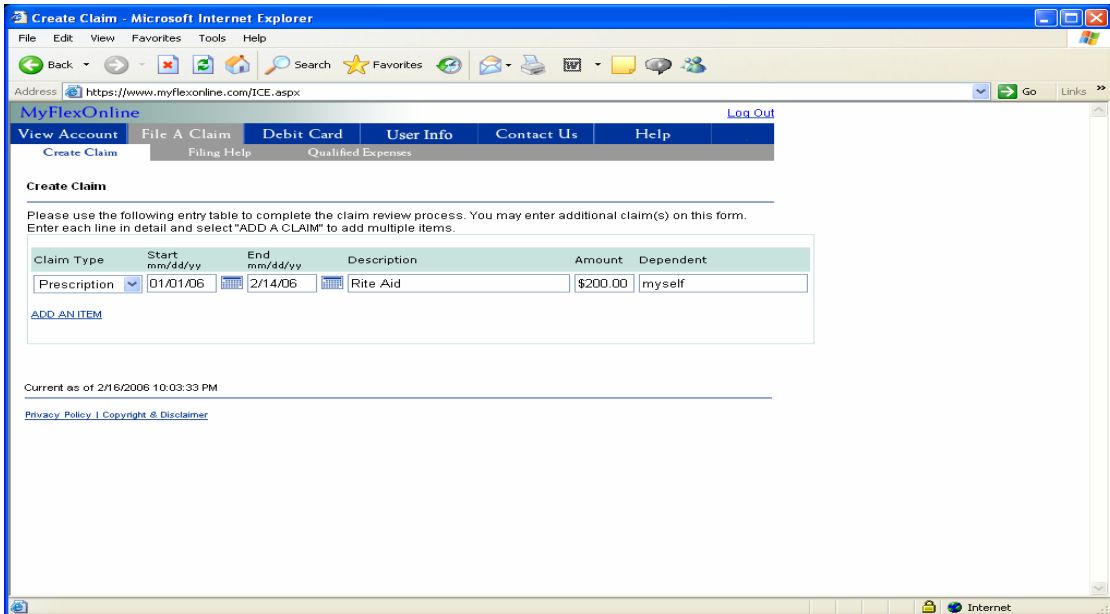 Create Claim - Microsoft Internet Explorer
File Edit View Favorites Tools Help
Back Search Favorites
Address https://www.myflexonline.com/ICE.aspx Go Links »
MyFlexOnline Log Out
View Account File A Claim Debit Card User Info Contact Us Help
Create Claim Filing Help Qualified Expenses
Create Claim
Please use the following entry table to complete the claim review process. You may enter additional claim(s) on this form.
Enter each line in detail and select "ADD A CLAIM" to add multiple items.
Claim Type Start mm/dd/yy End mm/dd/yy Description Amount Dependent
Prescription 01/01/06 2/14/06 Rite Aid $200.00 myself
ADD AN ITEM
Current as of 2/16/2006 10:03:33 PM
Privacy Policy | Copyright & Disclaimer
Internet